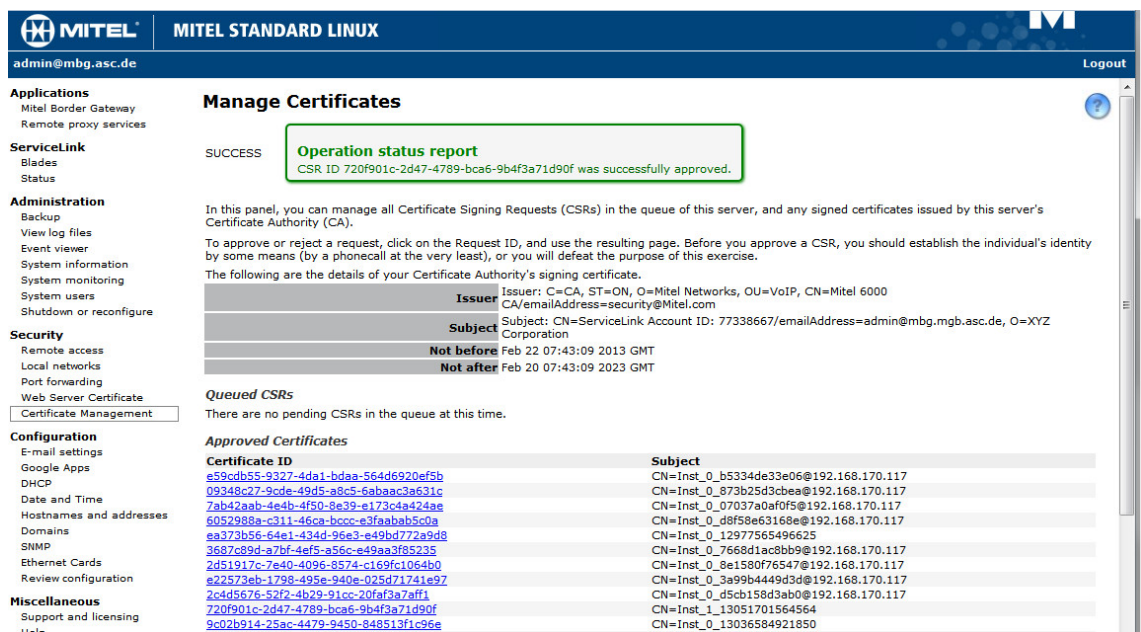 MITEL
MITEL STANDARD LINUX
admin@mbg.asc.de
Logout
Applications
Mitel Border Gateway
Remote proxy services
ServiceLink
Blades
Status
Administration
Backup
View log files
Event viewer
System information
System monitoring
System users
Shutdown or reconfigure
Security
Remote access
Local networks
Port forwarding
Web Server Certificate
Certificate Management
Configuration
E-mail settings
Google Apps
DHCP
Date and Time
Hostnames and addresses
Domains
SNMP
Ethernet Cards
Review configuration
Miscellaneous
Support and licensing
Help
Manage Certificates
?
SUCCESS
Operation status report
CSR ID 720f901c-2d47-4789-bca6-9b4f3a71d90f was successfully approved.
In this panel, you can manage all Certificate Signing Requests (CSRs) in the queue of this server, and any signed certificates issued by this server's
Certificate Authority (CA).
To approve or reject a request, click on the Request ID, and use the resulting page. Before you approve a CSR, you should establish the individual's identity
by some means (by a phonecall at the very least), or you will defeat the purpose of this exercise.
The following are the details of your Certificate Authority's signing certificate.
Issuer Issuer: C=CA, ST=ON, O=Mitel Networks, OU=VoIP, CN=Mitel 6000
CA/emailAddress=security@Mitel.com
Subject Subject: CN=ServiceLink Account ID: 77338667/emailAddress=admin@mbg.mgb.asc.de, O=XYZ
Corporation
Not before Feb 22 07:43:09 2013 GMT
Not after Feb 20 07:43:09 2023 GMT
Queued CSRs
There are no pending CSRs in the queue at this time.
Approved Certificates
Certificate ID Subject
e59cdb55-9327-4da1-bdaa-564d6920ef5b CN=Inst_0_b5334de33e06@192.168.170.117
09348c27-9cde-49d5-a8c5-6abaac3a631c CN=Inst_0_873b25d3cbea@192.168.170.117
7ab42aab-4e4b-4f50-8e39-e173c4a424ae CN=Inst_0_07037a0af0f5@192.168.170.117
6052988a-c311-46ca-bccc-e3faabab5c0a CN=Inst_0_d8f58e63168e@192.168.170.117
ea373b56-64e1-434d-96e3-e49bd772a9d8 CN=Inst_0_12977565496625
3687c89d-a7bf-4ef5-a56c-e49aa3f85235 CN=Inst_0_7668d1ac8bb9@192.168.170.117
2d51917c-7e40-4096-8574-c169fc1064b0 CN=Inst_0_8e1580f76547@192.168.170.117
e22573eb-1798-495e-940e-025d71741e97 CN=Inst_0_3a99b4449d3d@192.168.170.117
2c4d5676-52f2-4b29-91cc-20faf3a7aff1 CN=Inst_0_d5cb158d3ab0@192.168.170.117
720f901c-2d47-4789-bca6-9b4f3a71d90f CN=Inst_1_13051701564564
9c02b914-25ac-4479-9450-848513f1c96e CN=Inst_0_13036584921850